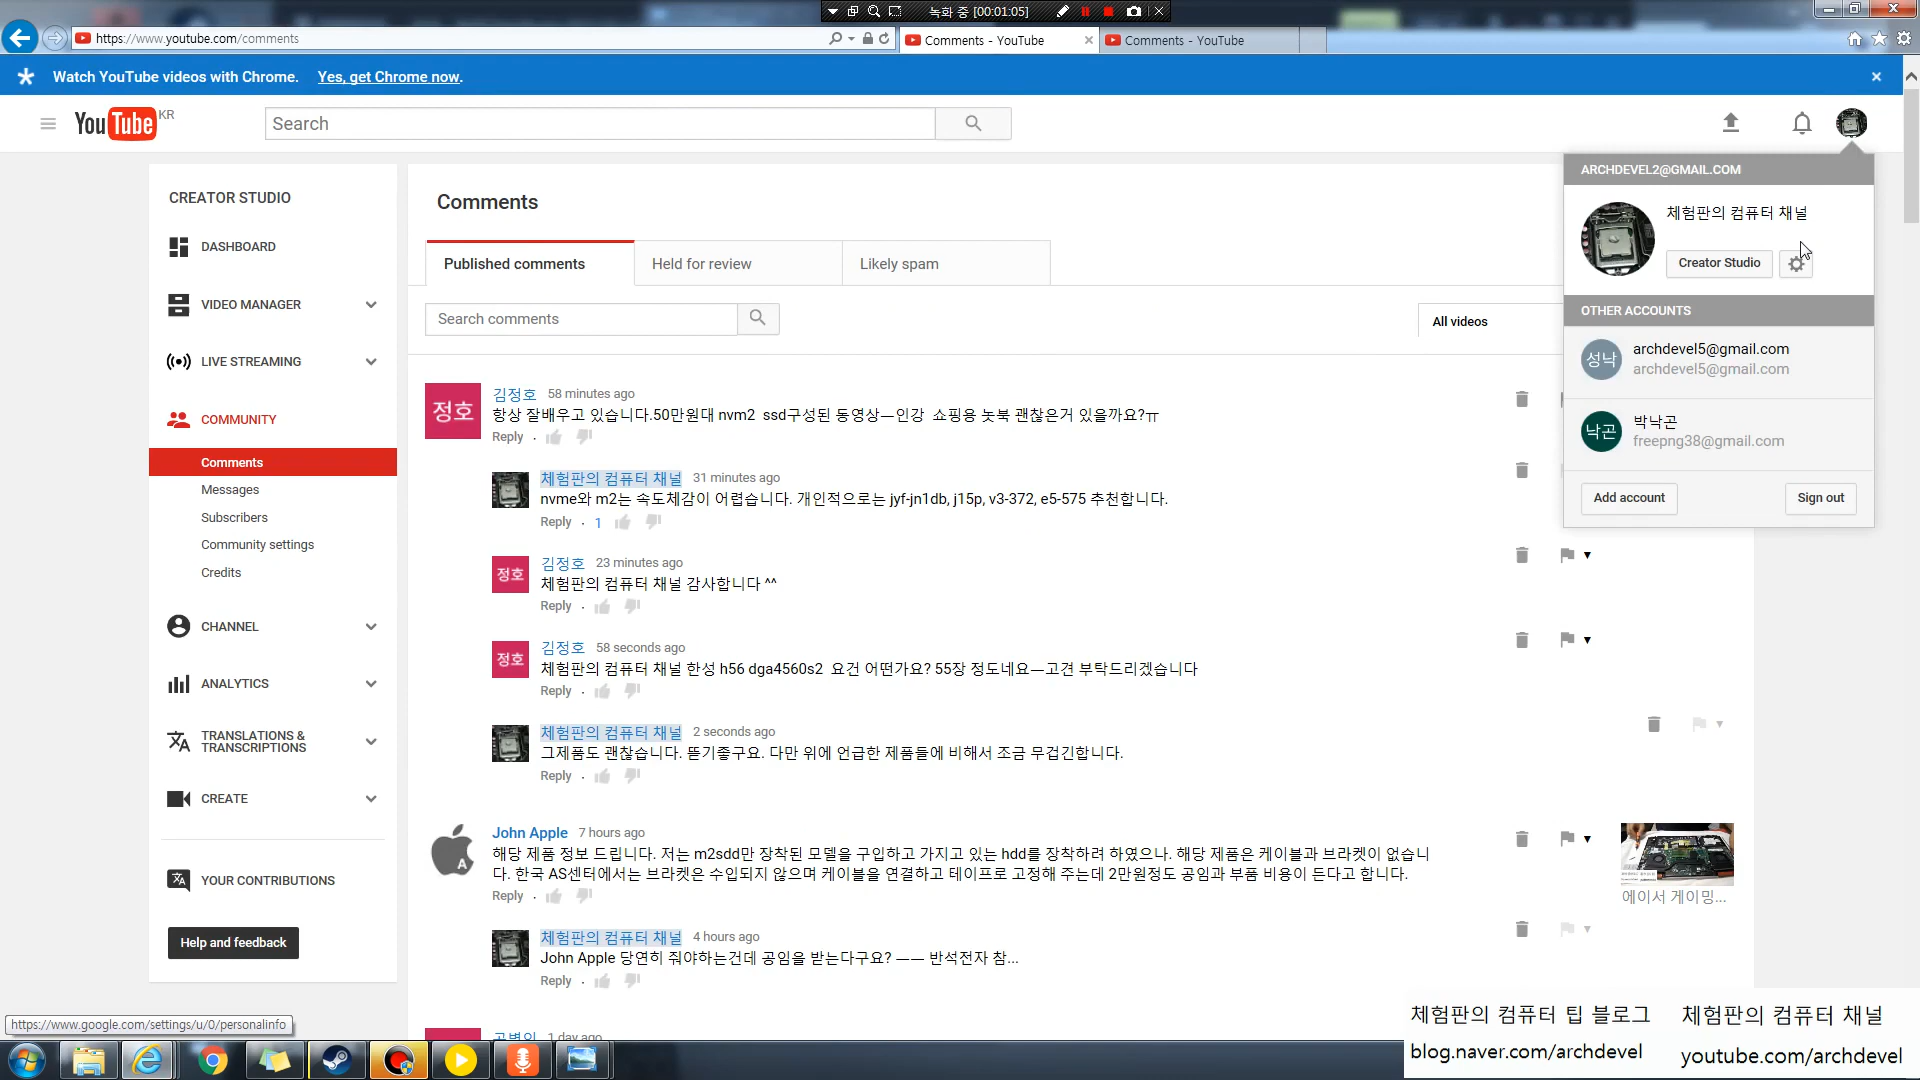 녹화 중 [00:01:05]
https://www.youtube.com/comments
Comments - YouTube
Comments - YouTube
Watch YouTube videos with Chrome. Yes, get Chrome now.
YouTube KR
Search
ARCHDEVEL2@GMAIL.COM
체험판의 컴퓨터 채널
Creator Studio
OTHER ACCOUNTS
성낙
archdevel5@gmail.com
archdevel5@gmail.com
낙곤
박낙곤
freepng38@gmail.com
Add account
Sign out
CREATOR STUDIO
DASHBOARD
VIDEO MANAGER
LIVE STREAMING
COMMUNITY
Comments
Messages
Subscribers
Community settings
Credits
CHANNEL
ANALYTICS
TRANSLATIONS &
TRANSCRIPTIONS
CREATE
YOUR CONTRIBUTIONS
Help and feedback
Comments
Published comments
Held for review
Likely spam
Search comments
All videos
정호
김정호 58 minutes ago
항상 잘배우고 있습니다.50만원대 nvm2 ssd구성된 동영상ㅡ인강 쇼핑용 놋북 괜찮은거 있을까요?ㅠ
Reply
체험판의 컴퓨터 채널 31 minutes ago
nvme와 m2는 속도체감이 어렵습니다. 개인적으로는 jyf-jn1db, j15p, v3-372, e5-575 추천합니다.
Reply · 1
정호
김정호 23 minutes ago
체험판의 컴퓨터 채널 감사합니다 ^^
Reply
정호
김정호 58 seconds ago
체험판의 컴퓨터 채널 한성 h56 dga4560s2 요건 어떤가요? 55장 정도네요ㅡ고견 부탁드리겠습니다
Reply
체험판의 컴퓨터 채널 2 seconds ago
그제품도 괜찮습니다. 뜯기좋구요. 다만 위에 언급한 제품들에 비해서 조금 무겁긴합니다.
Reply
A
John Apple 7 hours ago
해당 제품 정보 드립니다. 저는 m2sdd만 장착된 모델을 구입하고 가지고 있는 hdd를 장착하려 하였으나. 해당 제품은 케이블과 브라켓이 없습니
다. 한국 AS센터에서는 브라켓은 수입되지 않으며 케이블을 연결하고 테이프로 고정해 주는데 2만원정도 공임과 부품 비용이 든다고 합니다.
Reply
에이서 게이밍...
체험판의 컴퓨터 채널 4 hours ago
John Apple 당연히 줘야하는건데 공임을 받는다구요? ㅡㅡ 반석전자 참...
Reply
1 day ago
https://www.google.com/settings/u/0/personalinfo
체험판의 컴퓨터 팁 블로그
blog.naver.com/archdevel
체험판의 컴퓨터 채널
youtube.com/archdevel